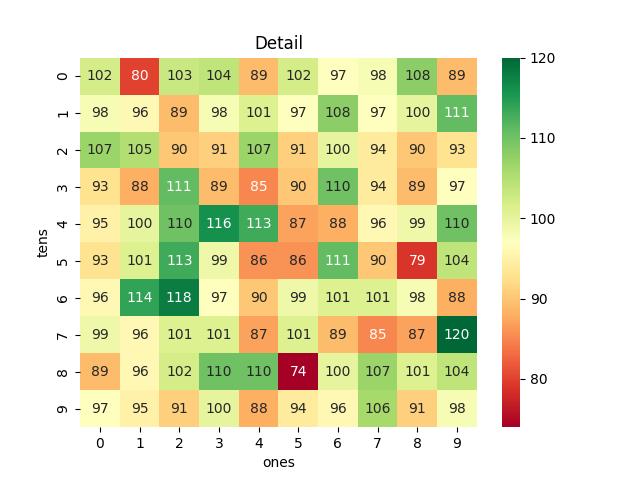 Detail
0 102 80 103 104 89 102 97 98 108 89
1 98 96 89 98 101 97 108 97 100 111
2 107 105 90 91 107 91 100 94 90 93
3 93 88 111 89 85 90 110 94 89 97
4 95 100 110 116 113 87 88 96 99 110
5 93 101 113 99 86 86 111 90 79 104
6 96 114 118 97 90 99 101 101 98 88
7 99 96 101 101 87 101 89 85 87 120
8 89 96 102 110 110 74 100 107 101 104
9 97 95 91 100 88 94 96 106 91 98
0 1 2 3 4 5 6 7 8 9
ones
tens
120
110
100
90
80